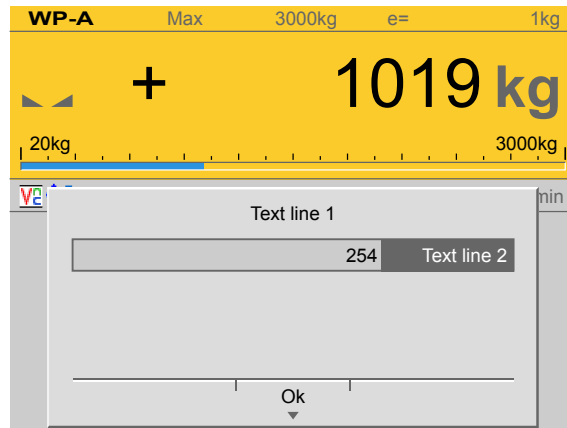 WP-A Max 3000kg e= 1kg
+ 1019 kg
20kg 3000kg
min
Text line 1
254 Text line 2
Ok